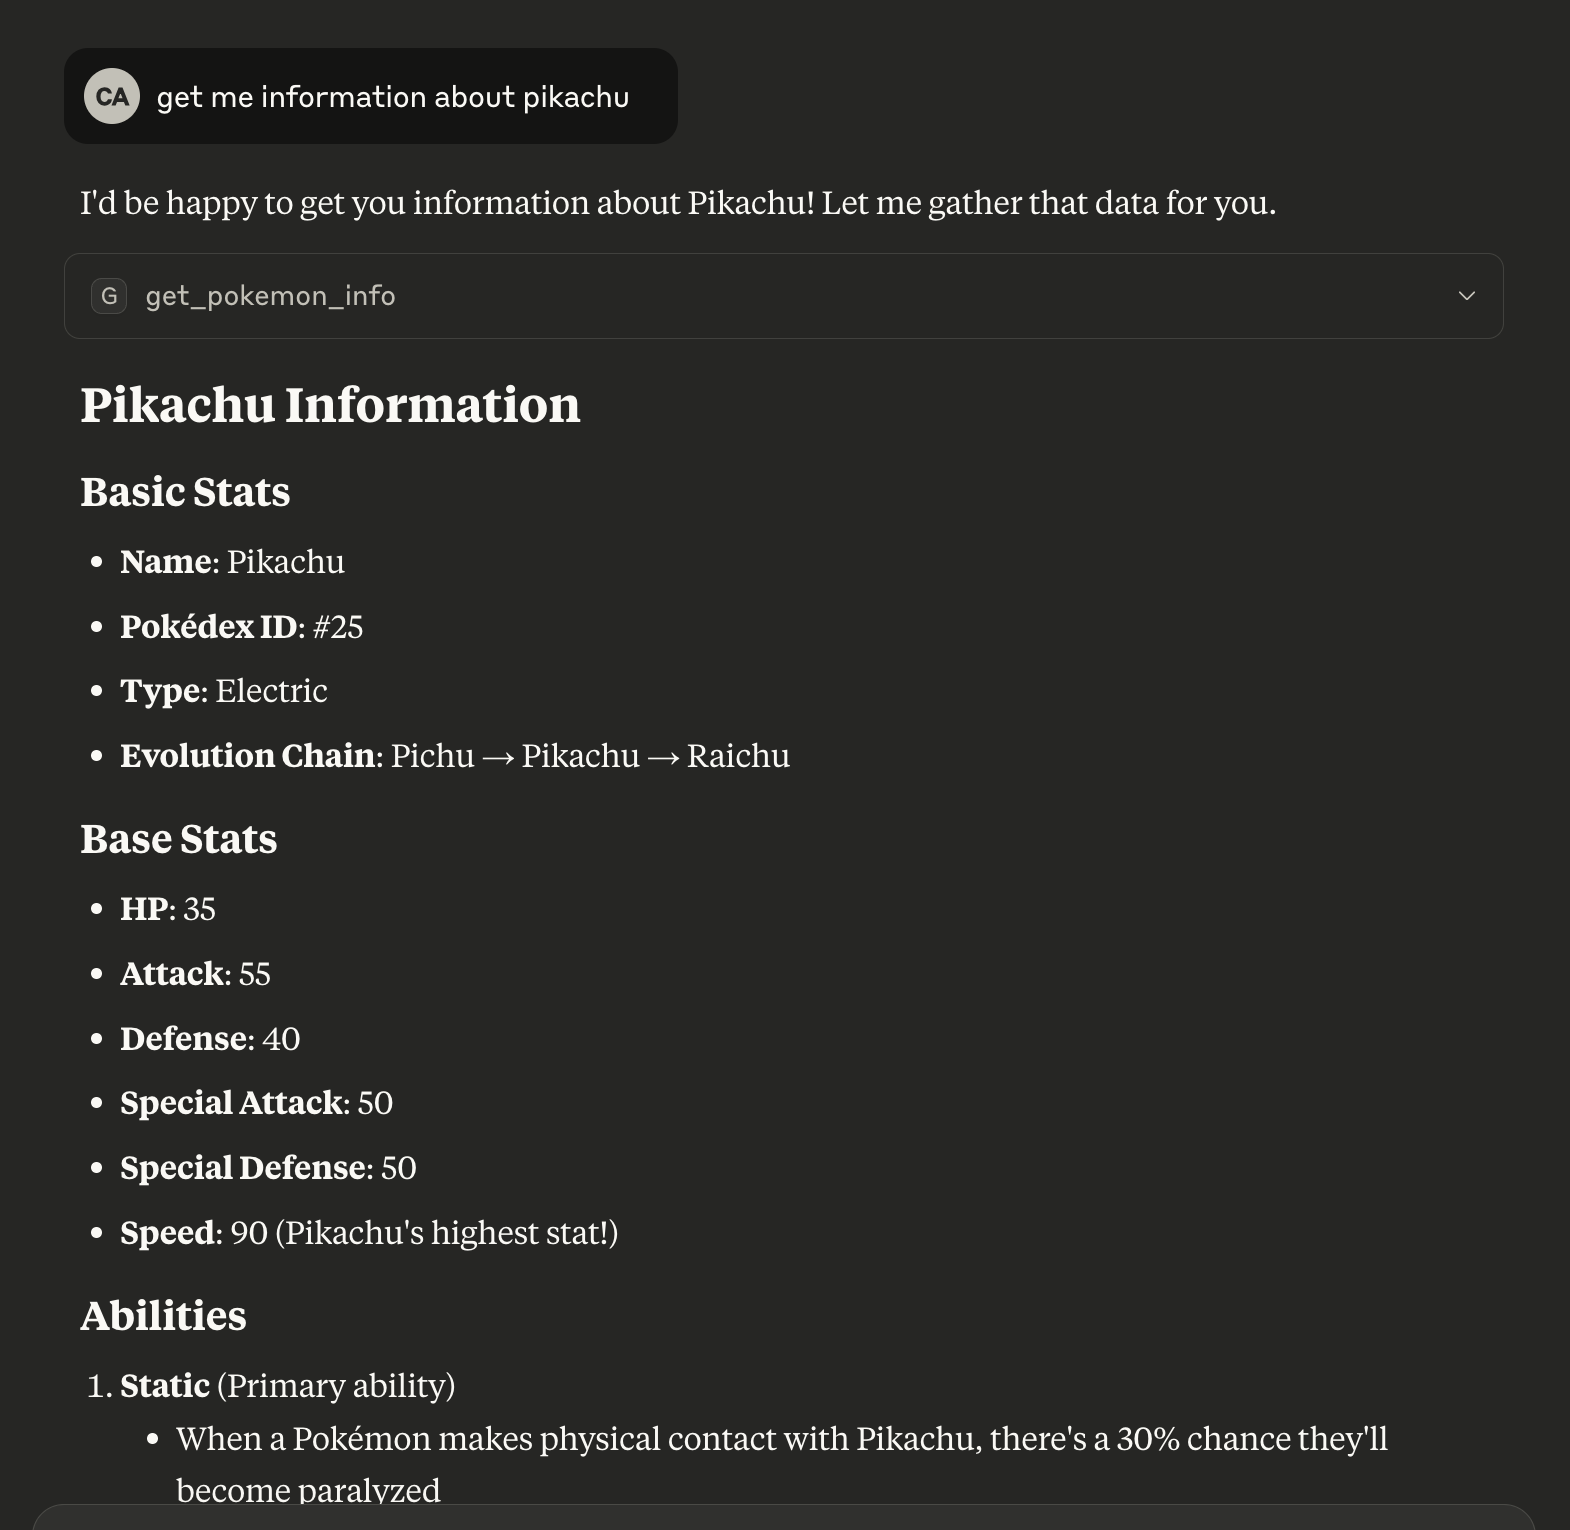 CA get me information about pikachu
I'd be happy to get you information about Pikachu! Let me gather that data for you.
G get_pokemon_info
Pikachu Information
Basic Stats
• Name: Pikachu
• Pokédex ID: #25
• Type: Electric
• Evolution Chain: Pichu → Pikachu → Raichu
Base Stats
• HP: 35
• Attack: 55
• Defense: 40
• Special Attack: 50
• Special Defense: 50
• Speed: 90 (Pikachu's highest stat!)
Abilities
1. Static (Primary ability)
• When a Pokémon makes physical contact with Pikachu, there's a 30% chance they'll
become paralyzed